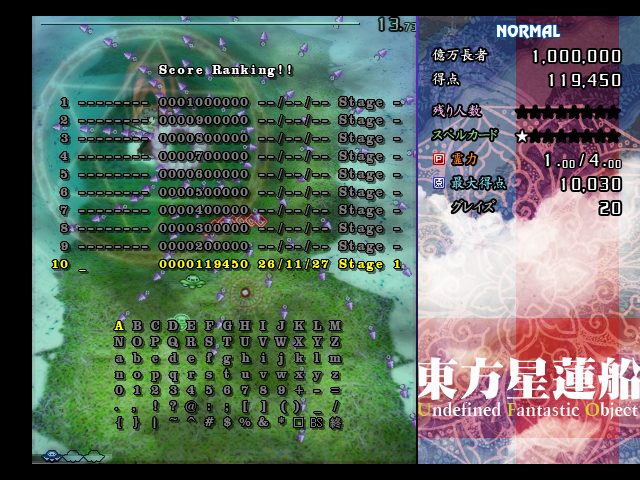 13.73
Score Ranking!!
1 -------- 0001000000 --/--/-- Stage -
2 -------- 0000900000 --/--/-- Stage -
3 -------- 0000800000 --/--/-- Stage -
4 -------- 0000700000 --/--/-- Stage -
5 -------- 0000600000 --/--/-- Stage -
6 -------- 0000500000 --/--/-- Stage -
7 -------- 0000400000 --/--/-- Stage -
8 -------- 0000300000 --/--/-- Stage -
9 -------- 0000200000 --/--/-- Stage -
10 _ 0000119450 26/11/27 Stage 1
A B C D E F G H I J K L M
N O P Q R S T U V W X Y Z
a b c d e f g h i j k l m
n o p q r s t u v w x y z
0 1 2 3 4 5 6 7 8 9 + - =
. , ! ? @ : ; [ ] ( ) _ /
{ } | ~ ^ # $ % & * □ BS 終
NORMAL
億万長者 1,000,000
得点 119,450
残り人数
スペルカード
P 霊力 1.00/4.00
点 最大得点 10,030
グレイズ 20
東方星蓮船
Undefined Fantastic Object